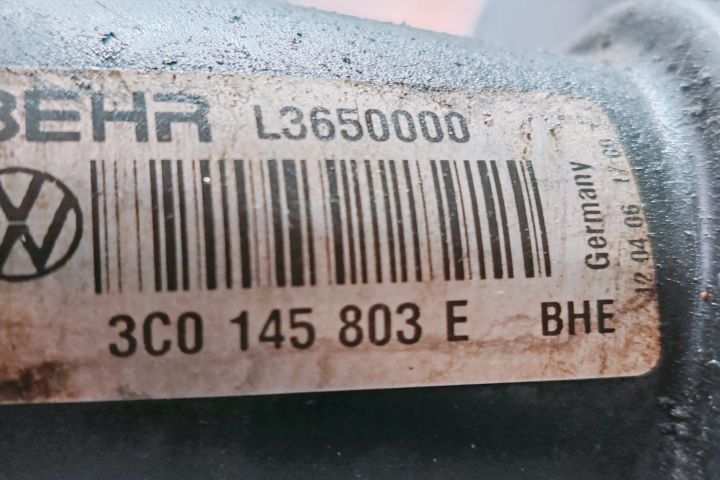 BEHR L3650000
3C0 145 803 E BHE
Germany
12 04 06